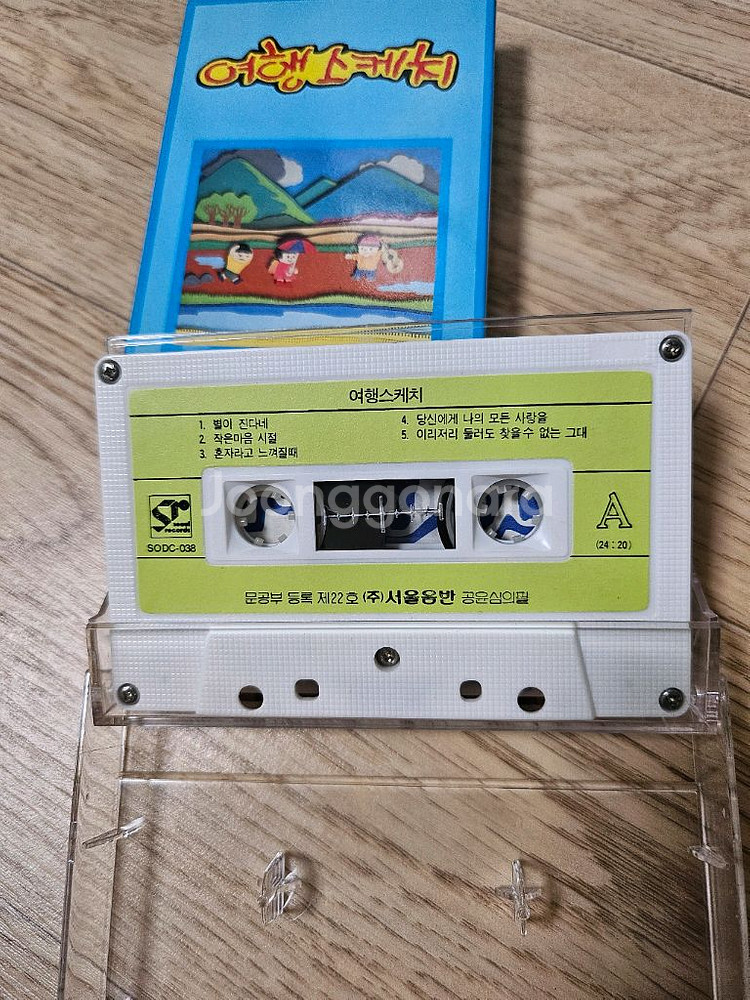 여행스케치
여행스케치
1. 별이 진다네
2. 작은마음 시절
3. 혼자라고 느껴질때
4. 당신에게 나의 모든 사랑을
5. 이리저리 둘러도 찾을수 없는 그대
Joonggonara
sr
seoul
records
SODC-038
A
(24:20)
문공부 등록 제22호 (주)서울음반 공윤심의필